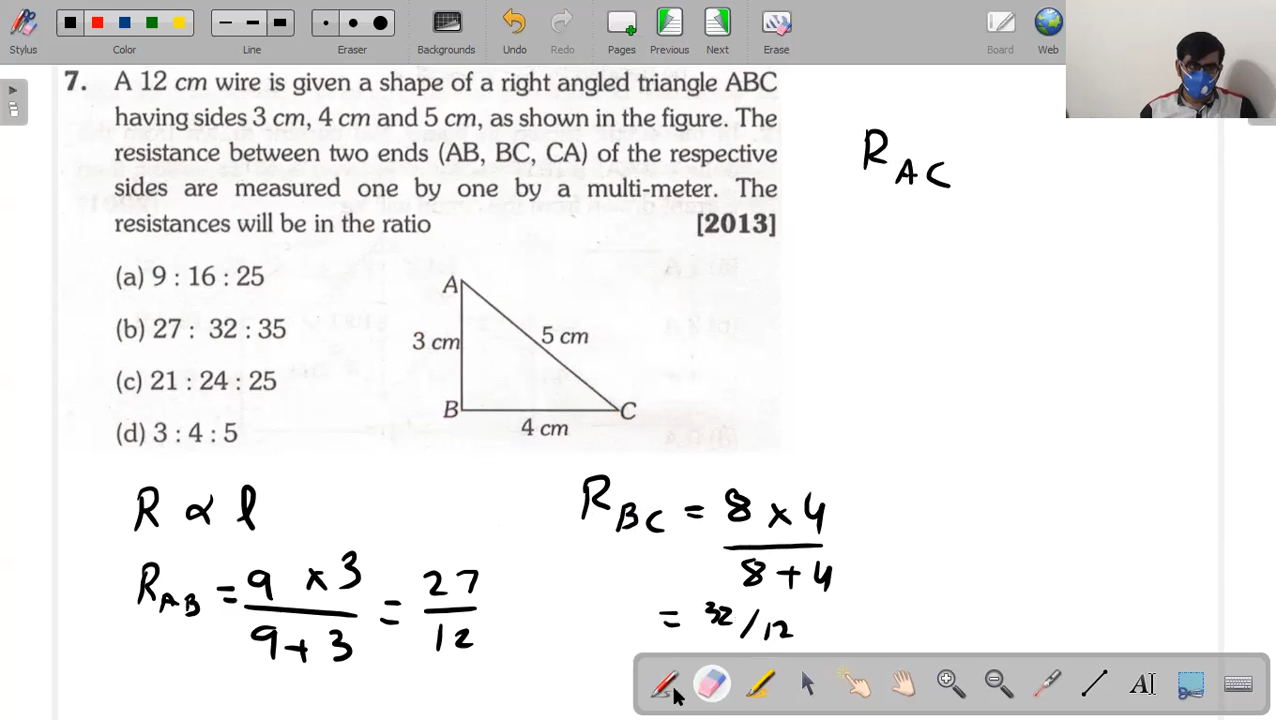 Stylus Color Line Eraser Backgrounds Undo Redo Pages Previous Next Erase Board Web
7. A 12 cm wire is given a shape of a right angled triangle ABC
having sides 3 cm, 4 cm and 5 cm, as shown in the figure. The
resistance between two ends (AB, BC, CA) of the respective
sides are measured one by one by a multi-meter. The
resistances will be in the ratio [2013]
(a) 9 : 16 : 25
(b) 27 : 32 : 35
(c) 21 : 24 : 25
(d) 3 : 4 : 5
A
3 cm 5 cm
B C
4 cm
R AC
R ∝ l
R AB = 9 × 3 / 9 + 3 = 27 / 12
R BC = 8 × 4 / 8 + 4
= 32 / 12
AI